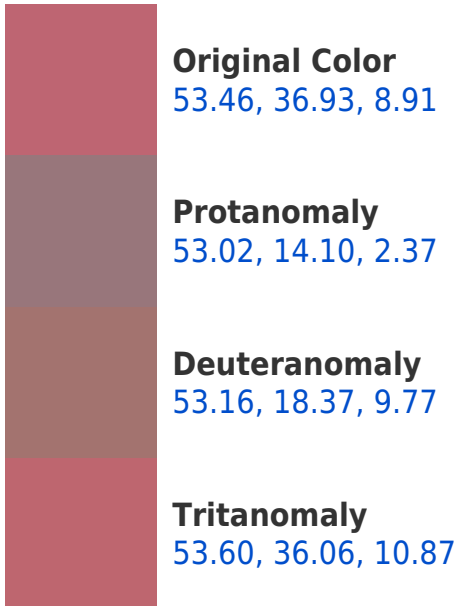 Original Color
53.46, 36.93, 8.91
Protanomaly
53.02, 14.10, 2.37
Deuteranomaly
53.16, 18.37, 9.77
Tritanomaly
53.60, 36.06, 10.87